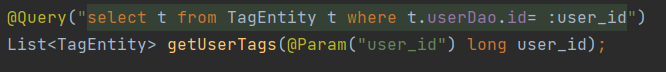 @Query("select t from TagEntity t where t.userDao.id= :user_id")
List<TagEntity> getUserTags(@Param("user_id") long user_id);